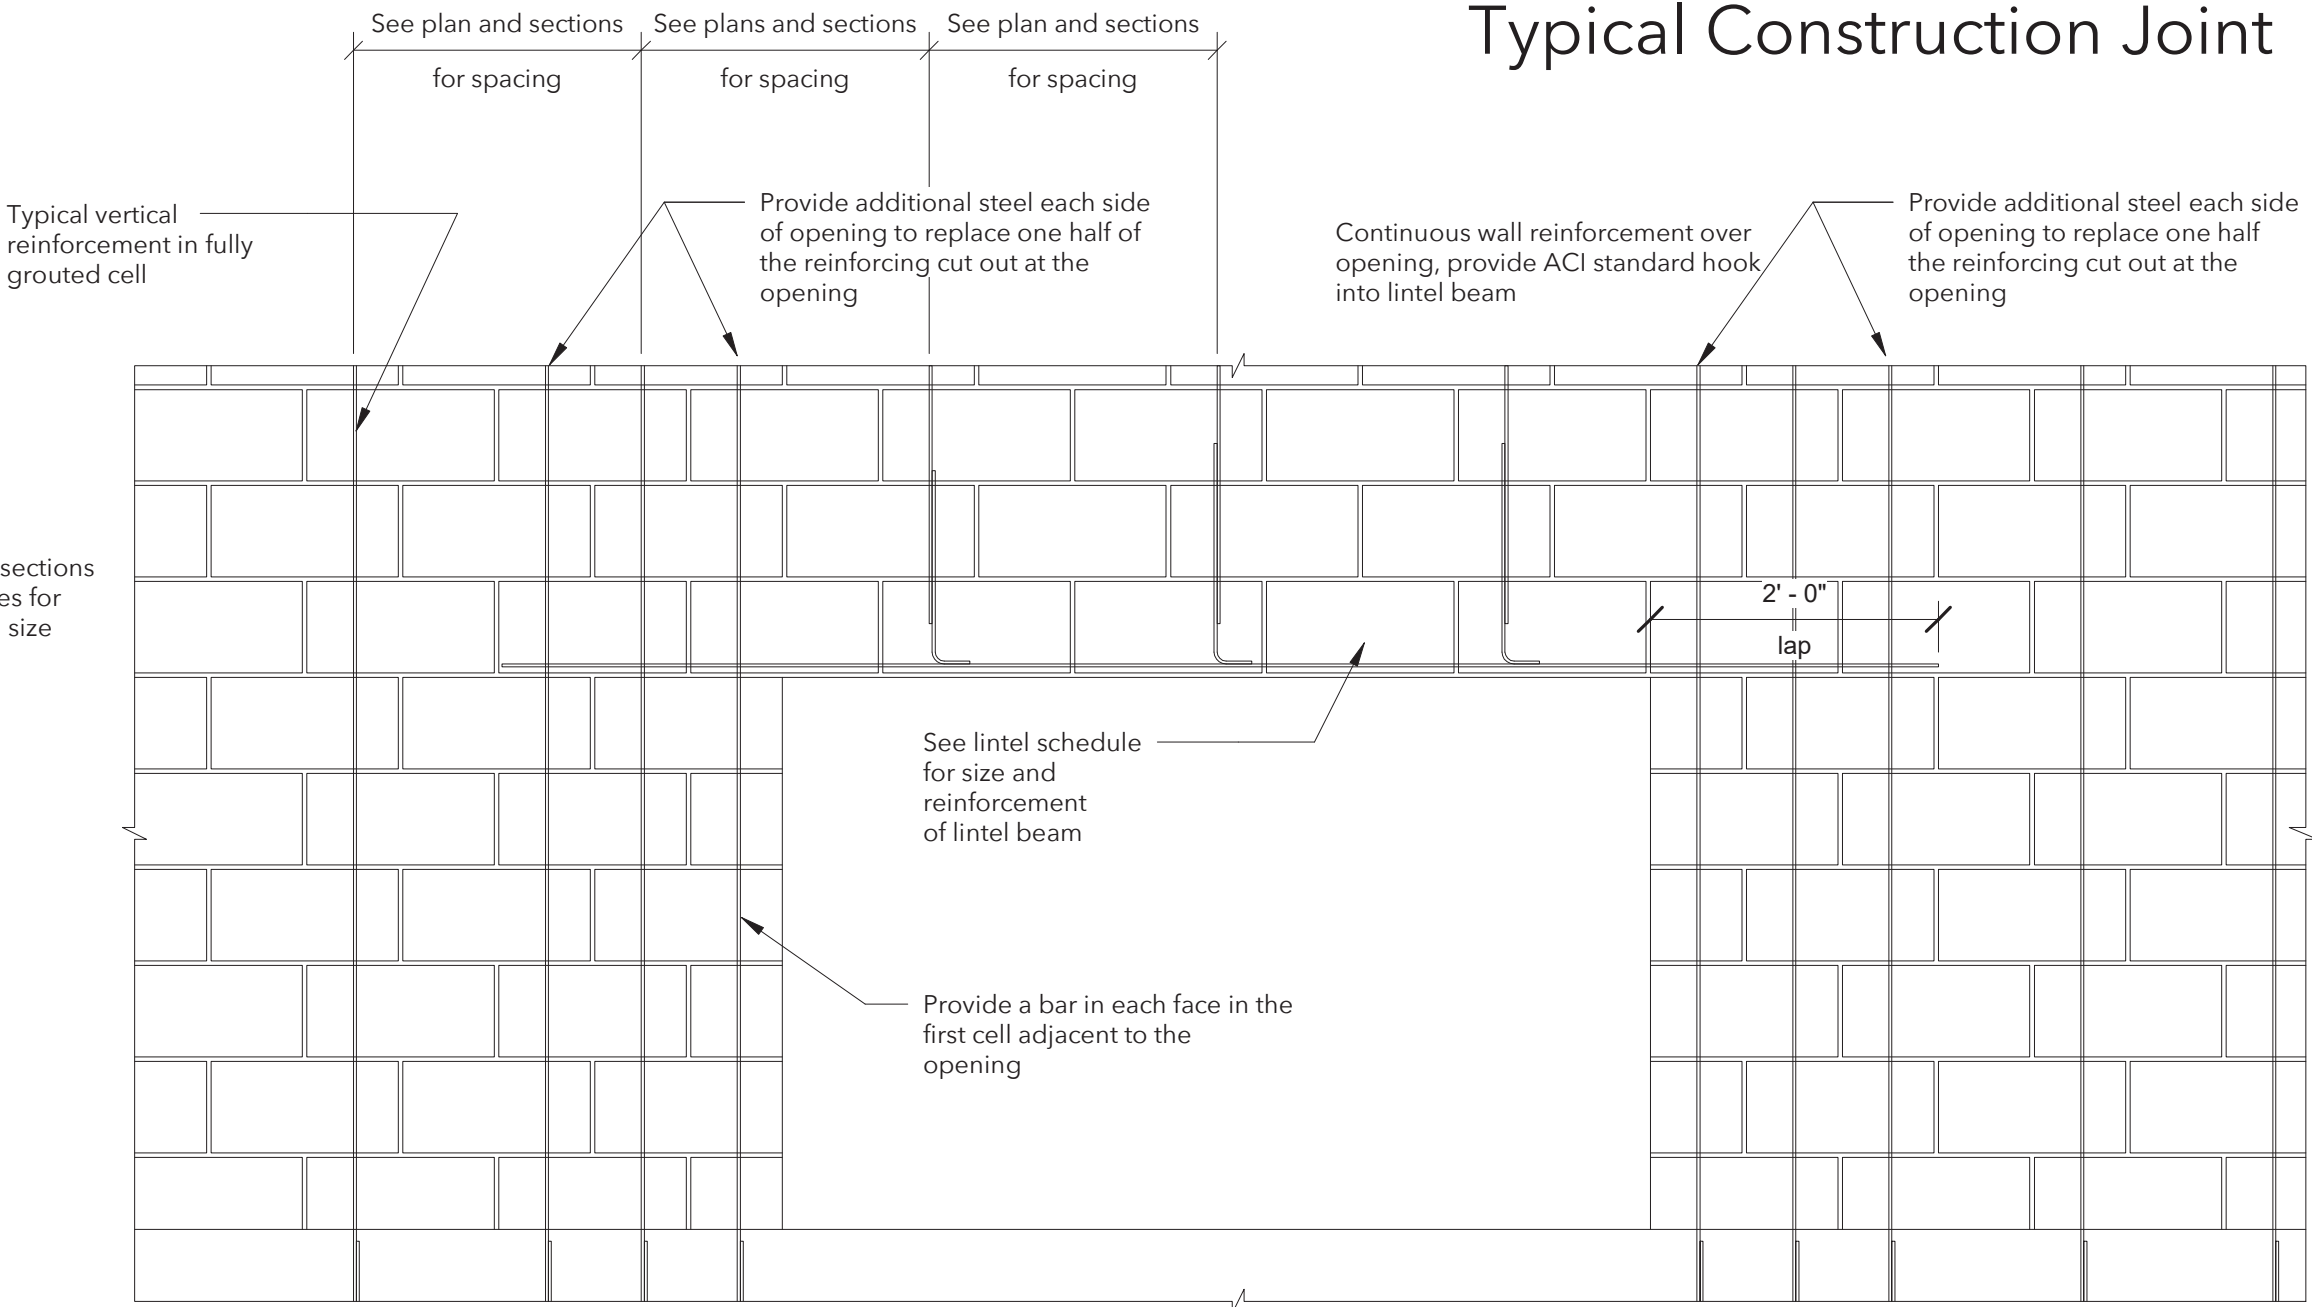 Typical Construction Joint
See plan and sections
for spacing
See plans and sections
for spacing
See plan and sections
for spacing
Typical vertical
reinforcement in fully
grouted cell
Provide additional steel each side
of opening to replace one half of
the reinforcing cut out at the
opening
Continuous wall reinforcement over
opening, provide ACI standard hook
into lintel beam
Provide additional steel each side
of opening to replace one half
the reinforcing cut out at the
opening
sections
es for
size
2' - 0"
lap
See lintel schedule
for size and
reinforcement
of lintel beam
Provide a bar in each face in the
first cell adjacent to the
opening